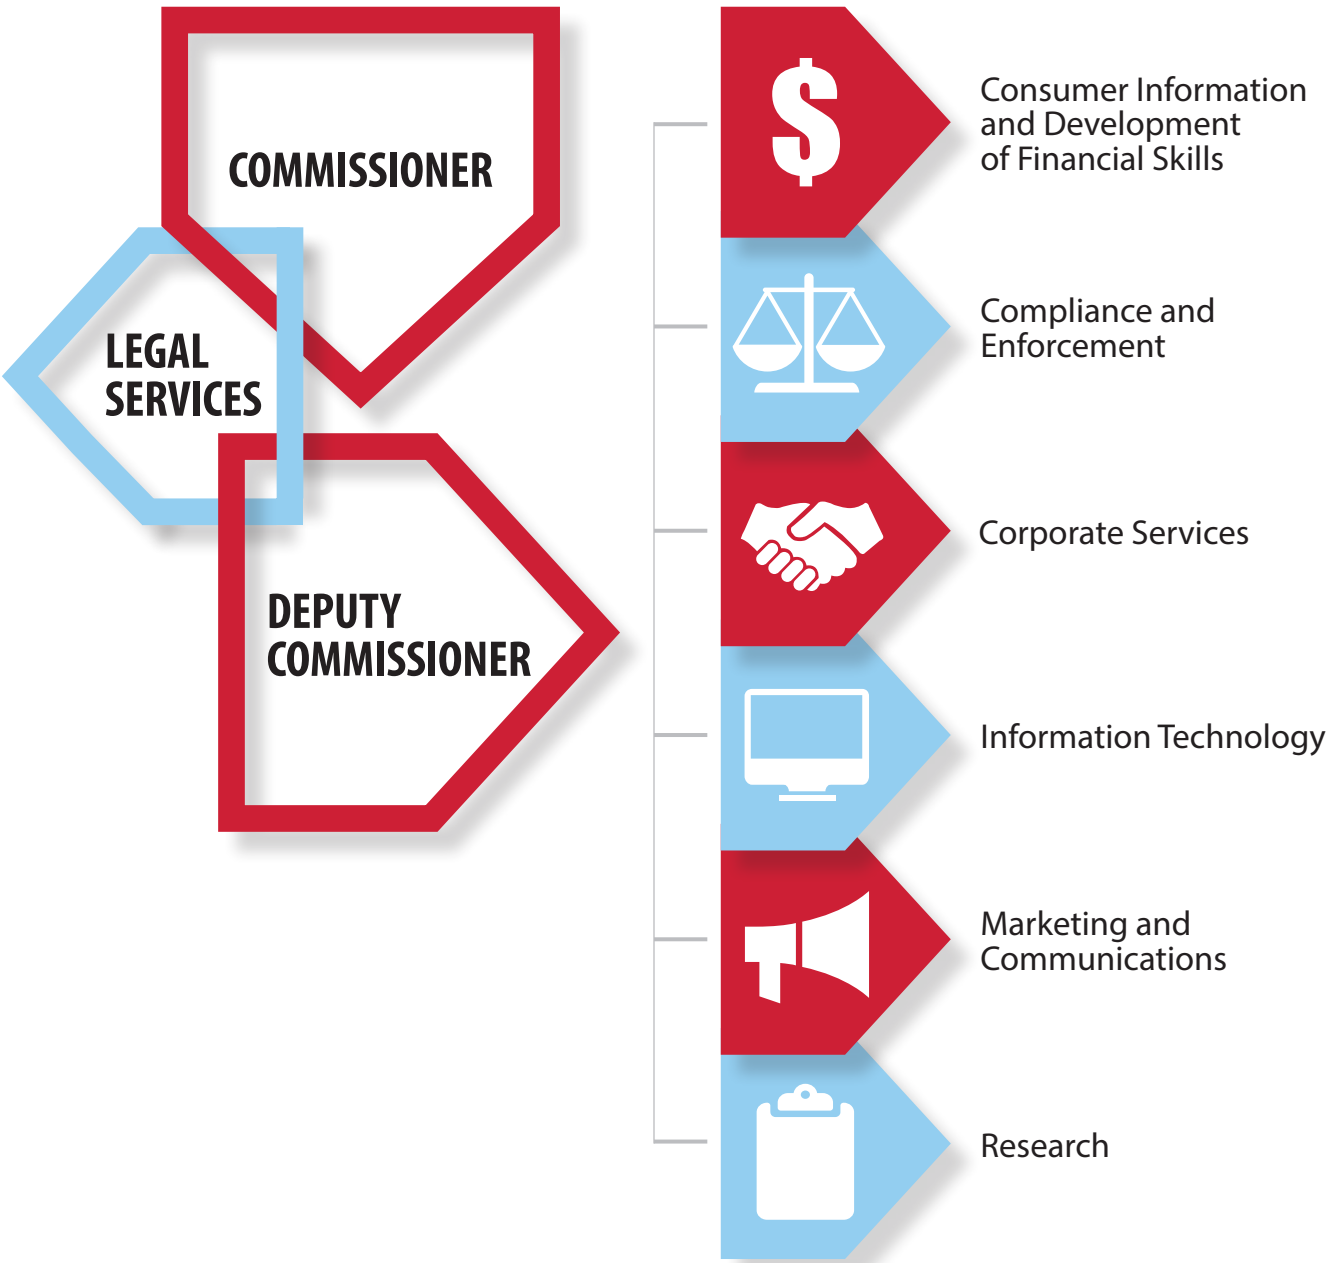 COMMISSIONER
LEGAL
SERVICES
DEPUTY
COMMISSIONER
$
Consumer Information
and Development
of Financial Skills
Compliance and
Enforcement
Corporate Services
Information Technology
Marketing and
Communications
Research